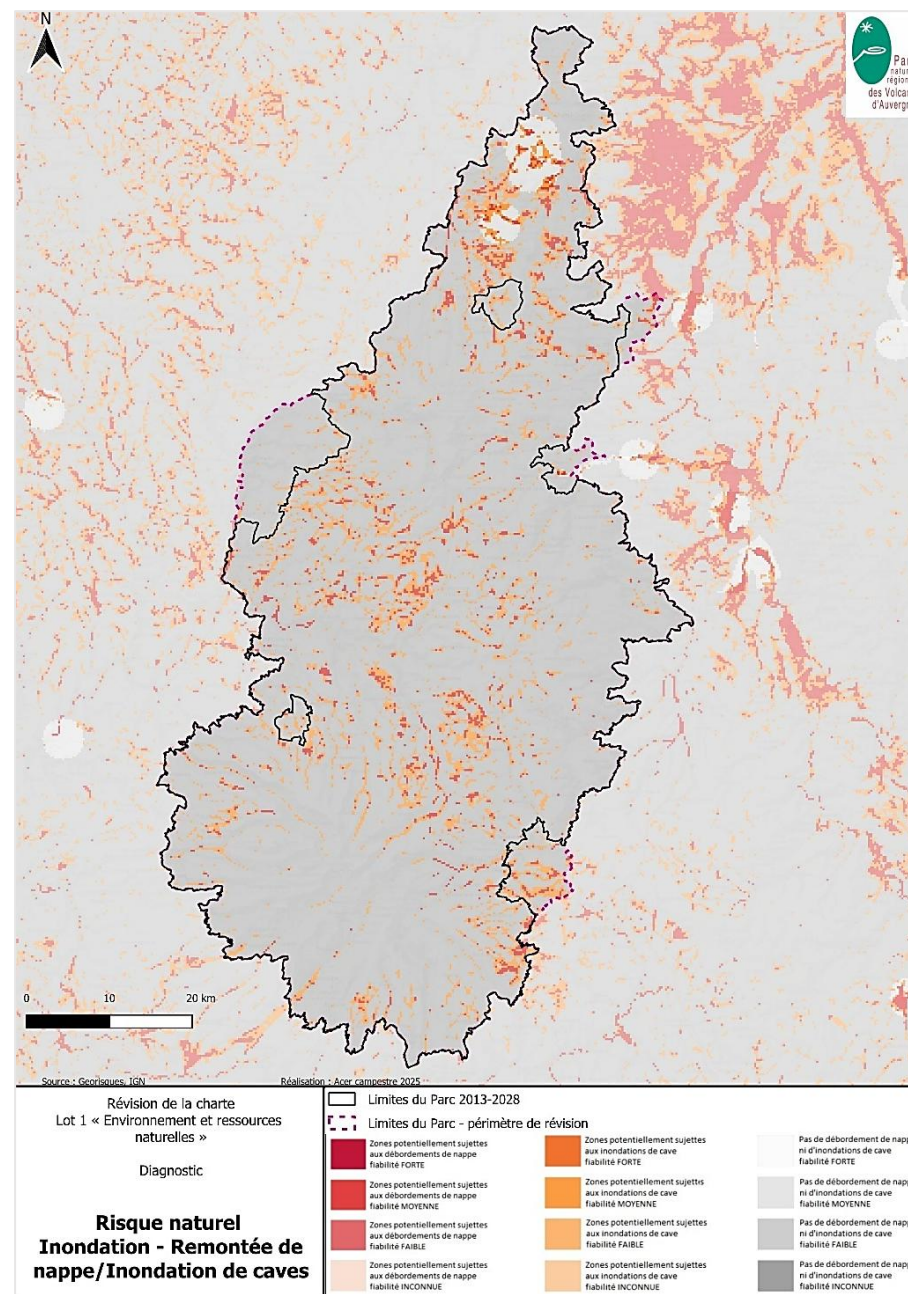 N
naturel
régional
d'Auvergne
0 10 20 km
Source : Georisques, IGN
Réalisation : Acer campestre 2025
Révision de la charte
Lot 1 « Environnement et ressources
naturelles »
Diagnostic
Risque naturel
Inondation - Remontée de
nappe/Inondation de caves
Limites du Parc 2013-2028
Limites du Parc - périmètre de révision
Zones potentiellement sujettes
aux débordements de nappe
fiabilité FORTE
Zones potentiellement sujettes
aux débordements de nappe
fiabilité MOYENNE
Zones potentiellement sujettes
aux débordements de nappe
fiabilité FAIBLE
Zones potentiellement sujettes
aux débordements de nappe
fiabilité INCONNUE
Zones potentiellement sujettes
aux inondations de cave
fiabilité FORTE
Zones potentiellement sujettes
aux inondations de cave
fiabilité MOYENNE
Zones potentiellement sujettes
aux inondations de cave
fiabilité FAIBLE
Zones potentiellement sujettes
aux inondations de cave
fiabilité INCONNUE
Pas de débordement de napp
ni d'inondations de cave
fiabilité FORTE
Pas de débordement de napp
ni d'inondations de cave
fiabilité MOYENNE
Pas de débordement de napp
ni d'inondations de cave
fiabilité FAIBLE
Pas de débordement de napp
ni d'inondations de cave
fiabilité INCONNUE